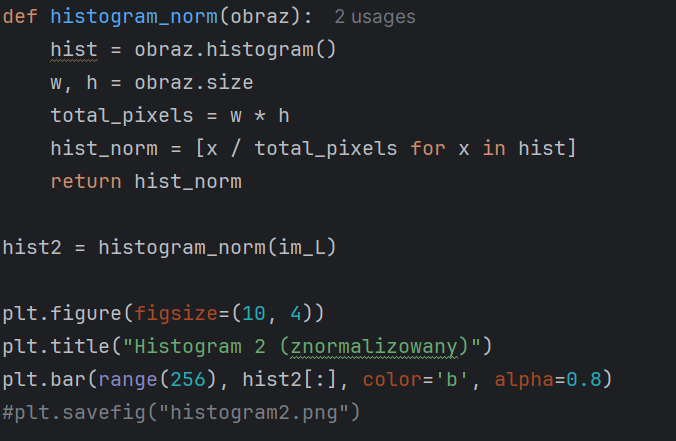 def histogram_norm(obraz):  2 usages
    hist = obraz.histogram()
    w, h = obraz.size
    total_pixels = w * h
    hist_norm = [x / total_pixels for x in hist]
    return hist_norm

hist2 = histogram_norm(im_L)

plt.figure(figsize=(10, 4))
plt.title("Histogram 2 (znormalizowany)")
plt.bar(range(256), hist2[:], color='b', alpha=0.8)
#plt.savefig("histogram2.png")